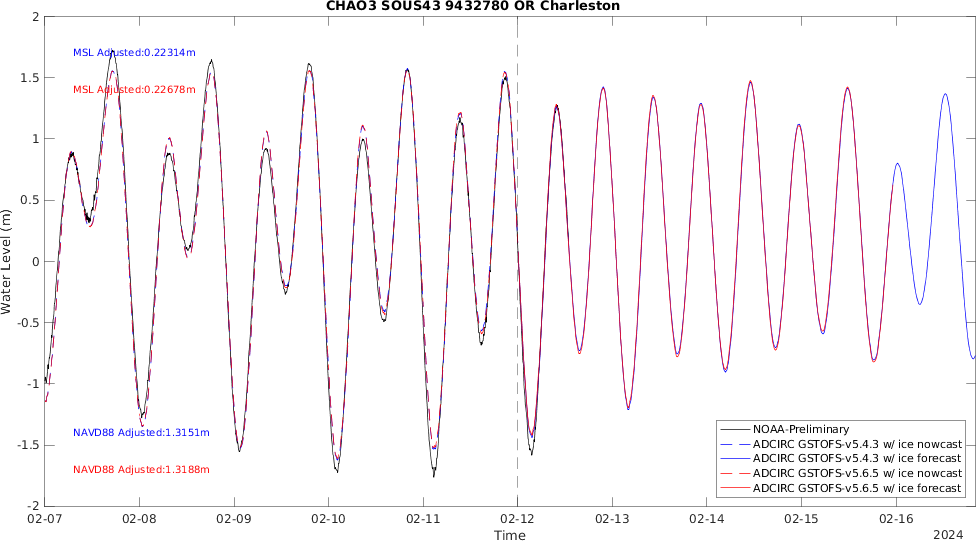 CHAO3 SOUS43 9432780 OR Charleston
2
1.5
1
0.5
0
-0.5
-1
-1.5
-2
Water Level (m)
MSL Adjusted:0.22314m
MSL Adjusted:0.22678m
NAVD88 Adjusted:1.3151m
NAVD88 Adjusted:1.3188m
NOAA-Preliminary
ADCIRC GSTOFS-v5.4.3 w/ ice nowcast
ADCIRC GSTOFS-v5.4.3 w/ ice forecast
ADCIRC GSTOFS-v5.6.5 w/ ice nowcast
ADCIRC GSTOFS-v5.6.5 w/ ice forecast
02-07 02-08 02-09 02-10 02-11 02-12 02-13 02-14 02-15 02-16
Time
2024